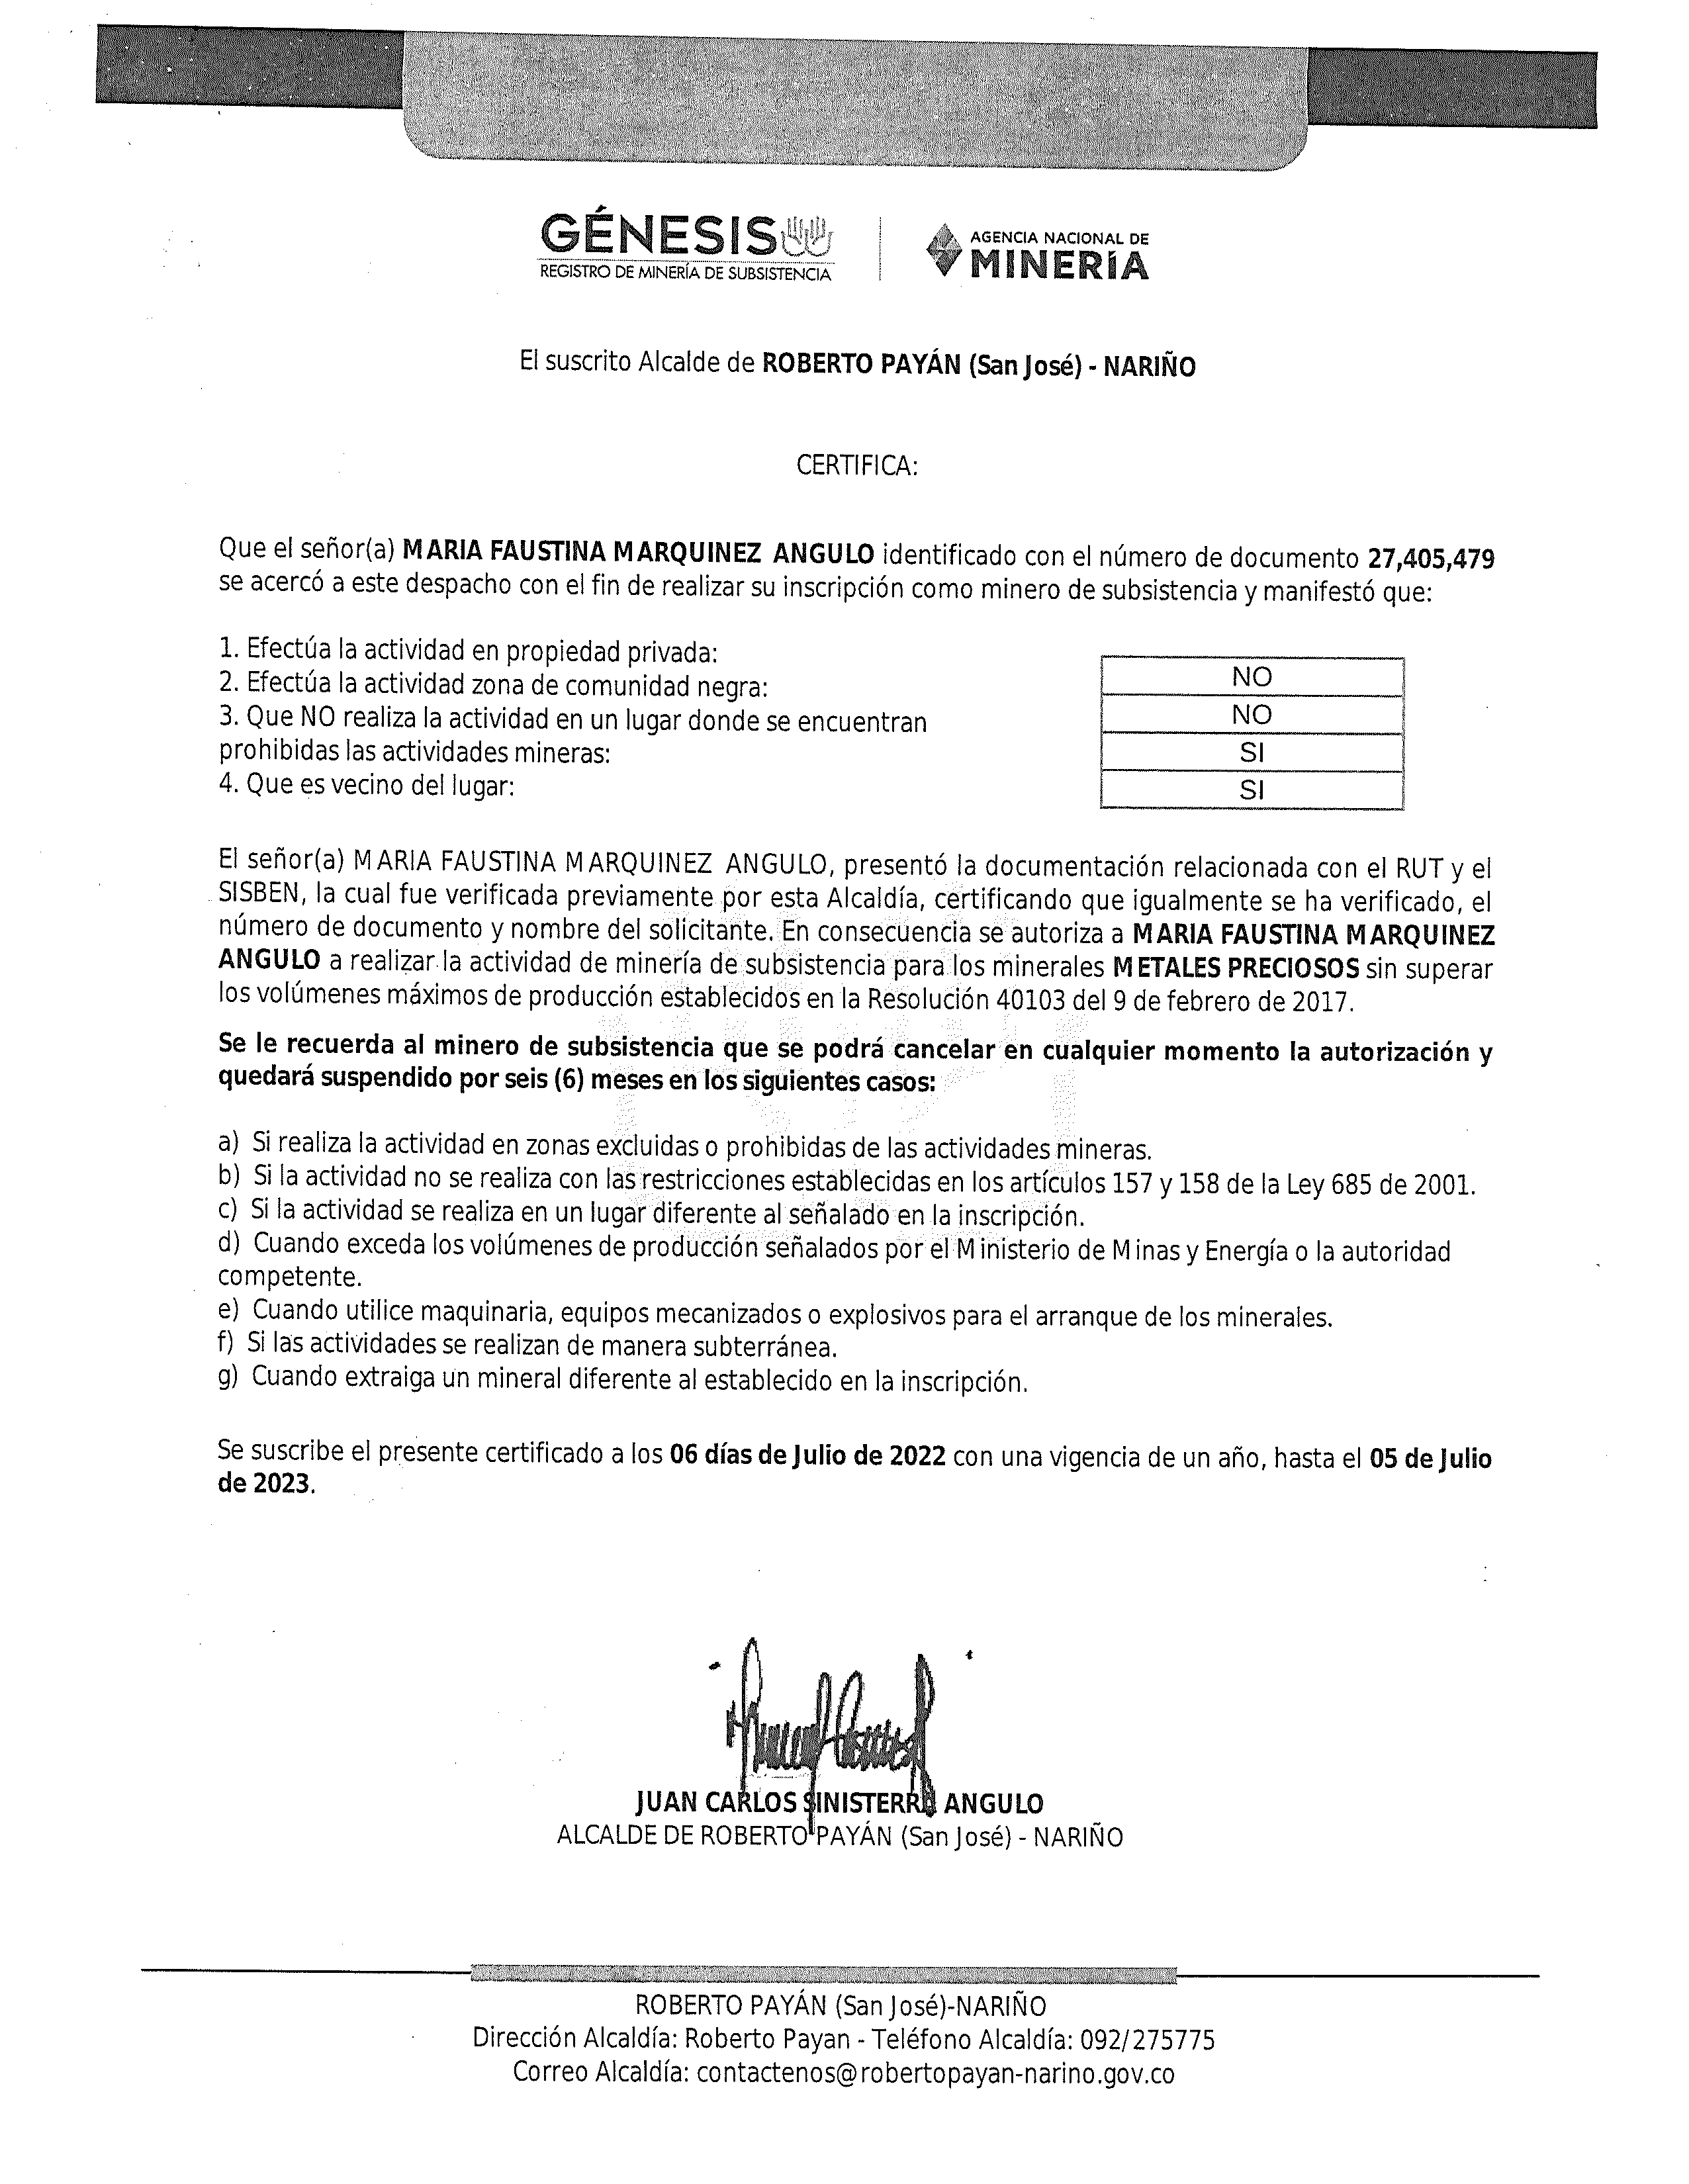 GÉNESIS
REGISTRO DE MINERÍA DE SUBSISTENCIA
AGENCIA NACIONAL DE
MINERÍA
El suscrito Alcalde de ROBERTO PAYÁN (San José) - NARIÑO
CERTIFICA:
Que el señor(a) MARIA FAUSTINA MARQUINEZ ANGULO identificado con el número de documento 27,405,479
se acercó a este despacho con el fin de realizar su inscripción como minero de subsistencia y manifestó que:
1. Efectúa la actividad en propiedad privada:
NO
2. Efectúa la actividad zona de comunidad negra:
NO
3. Que NO realiza la actividad en un lugar donde se encuentran
prohibidas las actividades mineras:
SI
4. Que es vecino del lugar:
SI
El señor(a) MARIA FAUSTINA MARQUINEZ ANGULO, presentó la documentación relacionada con el RUT y el
SISBEN, la cual fue verificada previamente por esta Alcaldía, certificando que igualmente se ha verificado, el
número de documento y nombre del solicitante. En consecuencia se autoriza a MARIA FAUSTINA MARQUINEZ
ANGULO a realizar la actividad de minería de subsistencia para los minerales METALES PRECIOSOS sin superar
los volúmenes máximos de producción establecidos en la Resolución 40103 del 9 de febrero de 2017.
Se le recuerda al minero de subsistencia que se podrá cancelar en cualquier momento la autorización y
quedará suspendido por seis (6) meses en los siguientes casos:
a) Si realiza la actividad en zonas excluidas o prohibidas de las actividades mineras.
b) Si la actividad no se realiza con las restricciones establecidas en los artículos 157 y 158 de la Ley 685 de 2001.
c) Si la actividad se realiza en un lugar diferente al señalado en la inscripción.
d) Cuando exceda los volúmenes de producción señalados por el Ministerio de Minas y Energía o la autoridad
competente.
e) Cuando utilice maquinaria, equipos mecanizados o explosivos para el arranque de los minerales.
f) Si las actividades se realizan de manera subterránea.
g) Cuando extraiga un mineral diferente al establecido en la inscripción.
Se suscribe el presente certificado a los 06 días de Julio de 2022 con una vigencia de un año, hasta el 05 de Julio
de 2023.
JUAN CARLOS SINISTERRA ANGULO
ALCALDE DE ROBERTO PAYÁN (San José) - NARIÑO
ROBERTO PAYÁN (San José)-NARIÑO
Dirección Alcaldía: Roberto Payan - Teléfono Alcaldía: 092/275775
Correo Alcaldía: contactenos@robertopayan-narino.gov.co